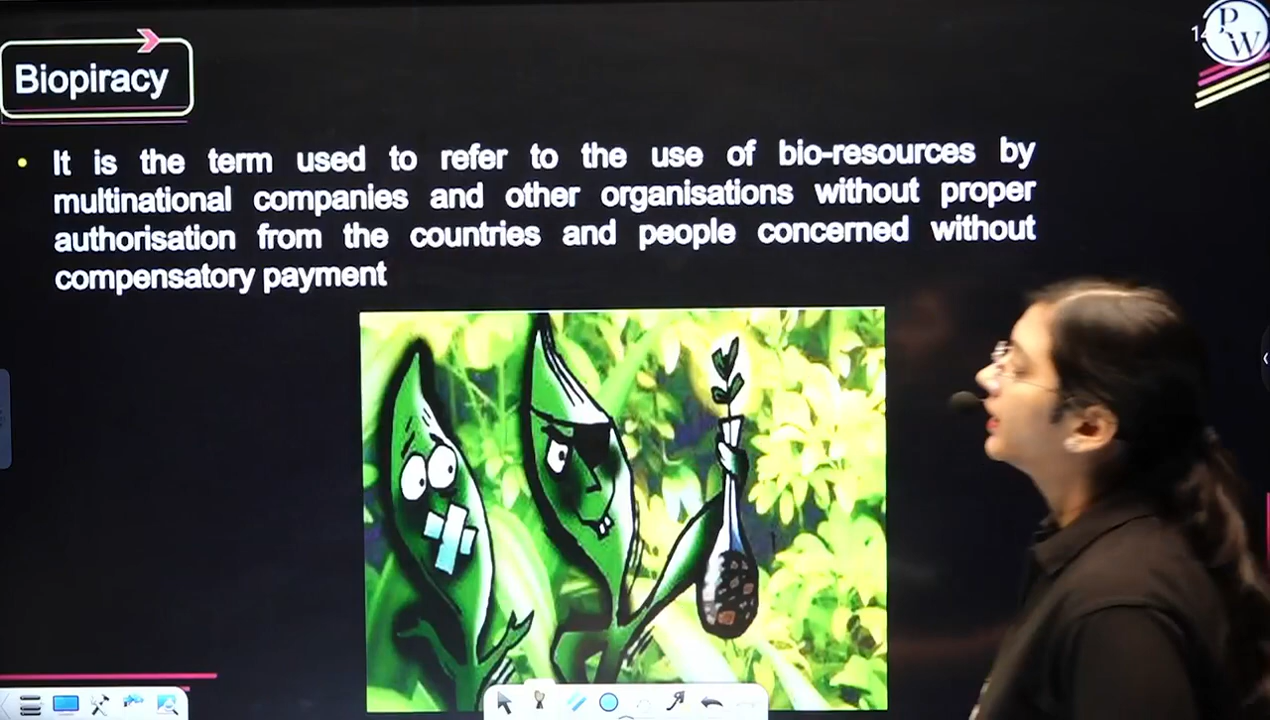 Biopiracy
14
P
W
• It is the term used to refer to the use of bio-resources by
multinational companies and other organisations without proper
authorisation from the countries and people concerned without
compensatory payment